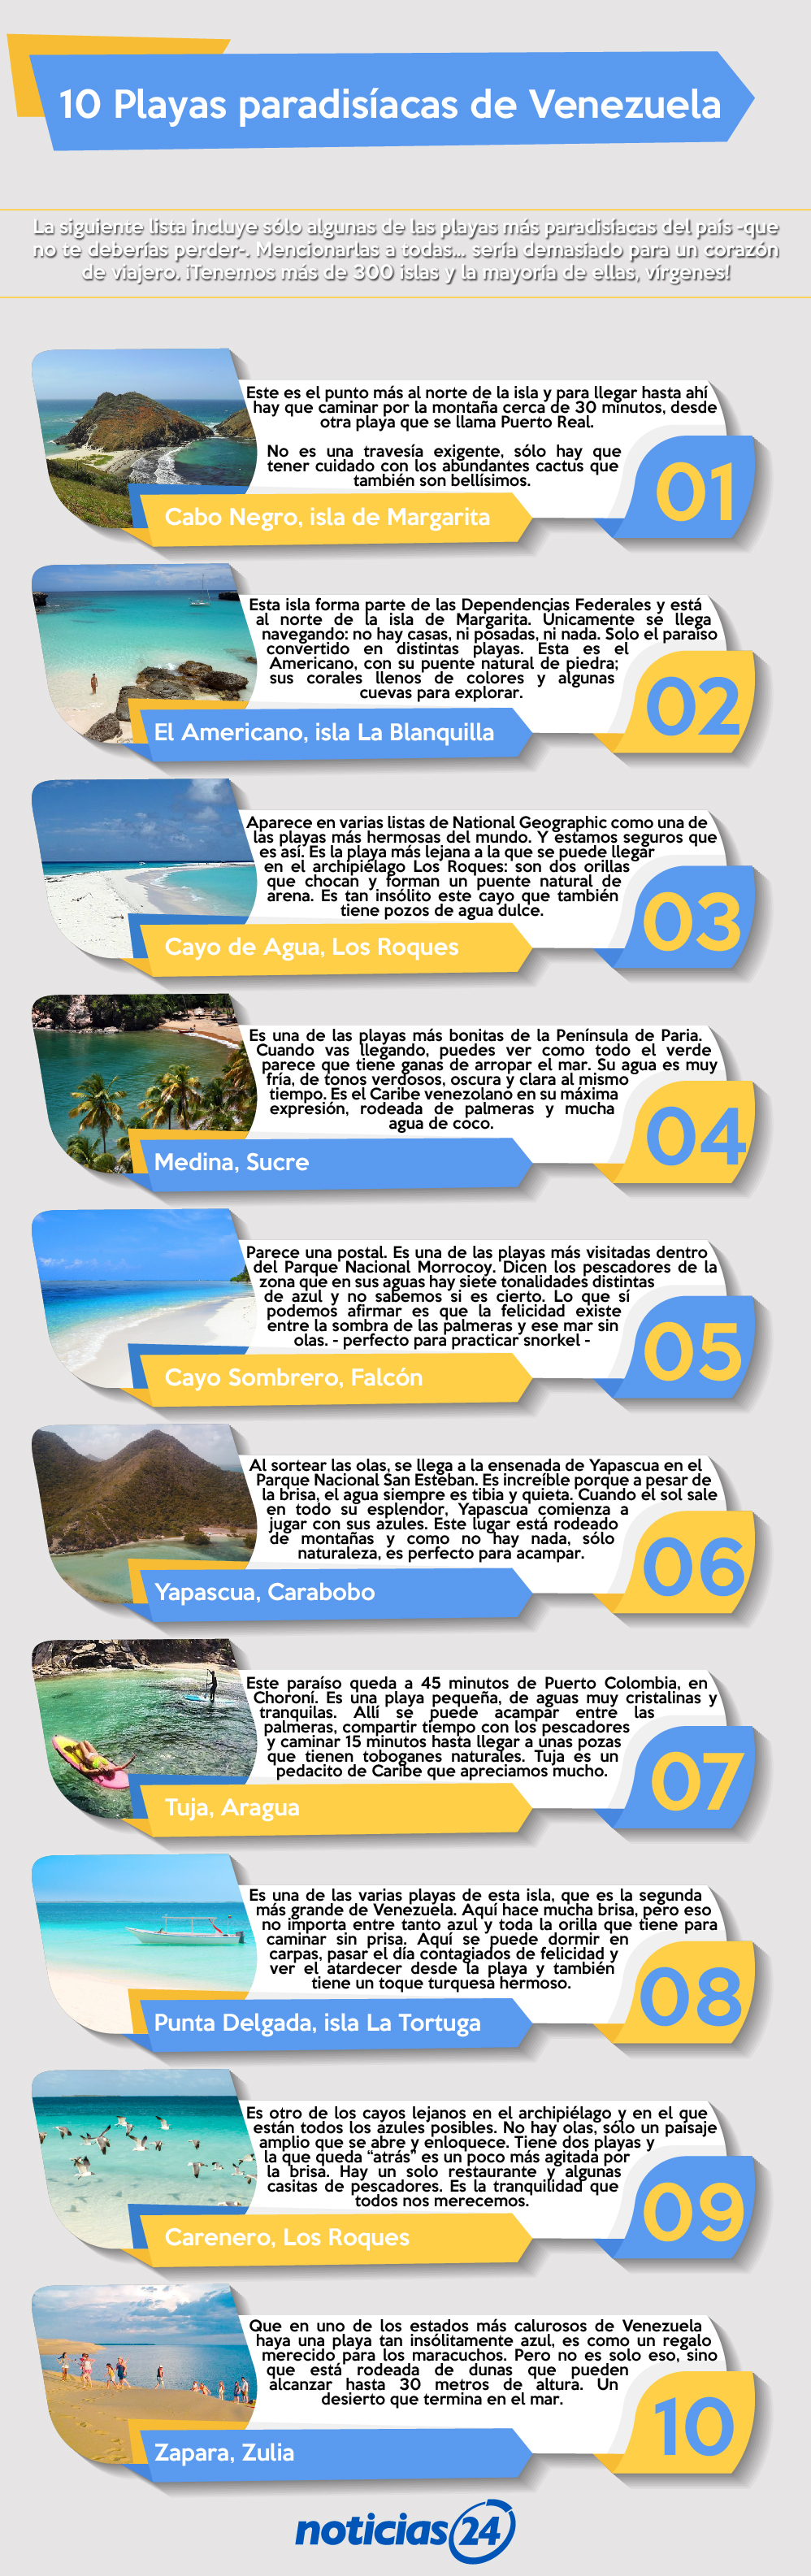 10 Playas paradisíacas de Venezuela
La siguiente lista incluye sólo algunas de las playas más paradisíacas del país -que
no te deberías perder-. Mencionarlas a todas... sería demasiado para un corazón
de viajero. ¡Tenemos más de 300 islas y la mayoría de ellas, vírgenes!
Este es el punto más al norte de la isla y para llegar hasta ahí
hay que caminar por la montaña cerca de 30 minutos, desde
otra playa que se llama Puerto Real.
No es una travesía exigente, sólo hay que
tener cuidado con los abundantes cactus que
también son bellísimos.
01
Cabo Negro, isla de Margarita
Esta isla forma parte de las Dependencias Federales y está
al norte de la isla de Margarita. Únicamente se llega
navegando: no hay casas, ni posadas, ni nada. Solo el paraíso
convertido en distintas playas. Esta es el
Americano, con su puente natural de piedra;
sus corales llenos de colores y algunas
cuevas para explorar.
02
El Americano, isla La Blanquilla
Aparece en varias listas de National Geographic como una de
las playas más hermosas del mundo. Y estamos seguros que
es así. Es la playa más lejana a la que se puede llegar
en el archipiélago Los Roques: son dos orillas
que chocan y forman un puente natural de
arena. Es tan insólito este cayo que también
tiene pozos de agua dulce.
03
Cayo de Agua, Los Roques
Es una de las playas más bonitas de la Península de Paria.
Cuando vas llegando, puedes ver como todo el verde
parece que tiene ganas de arropar el mar. Su agua es muy
fría, de tonos verdosos, oscura y clara al mismo
tiempo. Es el Caribe venezolano en su máxima
expresión, rodeada de palmeras y mucha
agua de coco.
04
Medina, Sucre
Parece una postal. Es una de las playas más visitadas dentro
del Parque Nacional Morrocoy. Dicen los pescadores de la
zona que en sus aguas hay siete tonalidades distintas
de azul y no sabemos si es cierto. Lo que sí
podemos afirmar es que la felicidad existe
entre la sombra de las palmeras y ese mar sin
olas. - perfecto para practicar snorkel -
05
Cayo Sombrero, Falcón
Al sortear las olas, se llega a la ensenada de Yapascua en el
Parque Nacional San Esteban. Es increíble porque a pesar de
la brisa, el agua siempre es tibia y quieta. Cuando el sol sale
en todo su esplendor, Yapascua comienza a
jugar con sus azules. Este lugar está rodeado
de montañas y como no hay nada, sólo
naturaleza, es perfecto para acampar.
06
Yapascua, Carabobo
Este paraíso queda a 45 minutos de Puerto Colombia, en
Choroní. Es una playa pequeña, de aguas muy cristalinas y
tranquilas. Allí se puede acampar entre las
palmeras, compartir tiempo con los pescadores
y caminar 15 minutos hasta llegar a unas pozas
que tienen toboganes naturales. Tuja es un
pedacito de Caribe que apreciamos mucho.
07
Tuja, Aragua
Es una de las varias playas de esta isla, que es la segunda
más grande de Venezuela. Aquí hace mucha brisa, pero eso
no importa entre tanto azul y toda la orilla que tiene para
caminar sin prisa. Aquí se puede dormir en
carpas, pasar el día contagiados de felicidad y
ver el atardecer desde la playa y también
tiene un toque turquesa hermoso.
08
Punta Delgada, isla La Tortuga
Es otro de los cayos lejanos en el archipiélago y en el que
están todos los azules posibles. No hay olas, sólo un paisaje
amplio que se abre y enloquece. Tiene dos playas y
la que queda “atrás” es un poco más agitada por
la brisa. Hay un solo restaurante y algunas
casitas de pescadores. Es la tranquilidad que
todos nos merecemos.
09
Carenero, Los Roques
Que en uno de los estados más calurosos de Venezuela
haya una playa tan insólitamente azul, es como un regalo
merecido para los maracuchos. Pero no es solo eso, sino
que está rodeada de dunas que pueden
alcanzar hasta 30 metros de altura. Un
desierto que termina en el mar.
10
Zapara, Zulia
noticias24